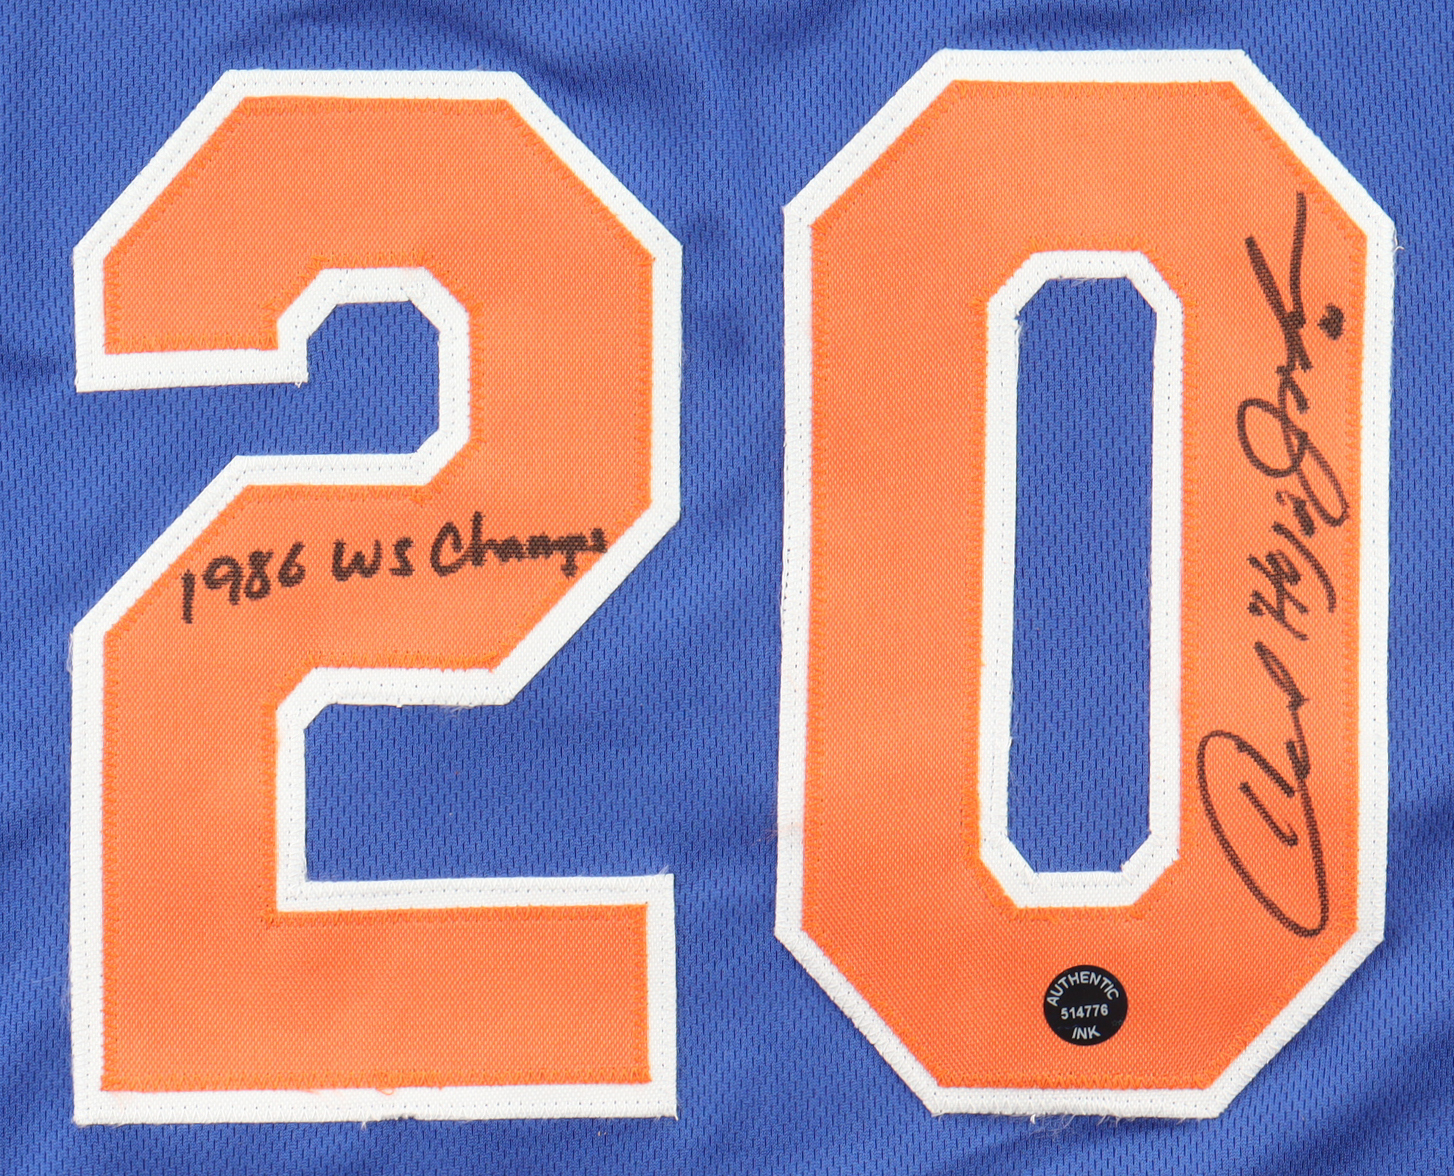 20
1986 WS Champs
AUTHENTIC
514776
INK